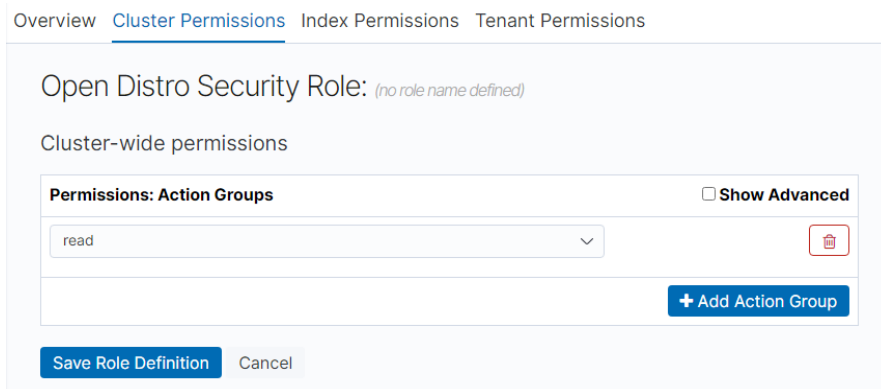 Overview Cluster Permissions Index Permissions Tenant Permissions
Open Distro Security Role: (no role name defined)
Cluster-wide permissions
Permissions: Action Groups Show Advanced
read
+ Add Action Group
Save Role Definition Cancel